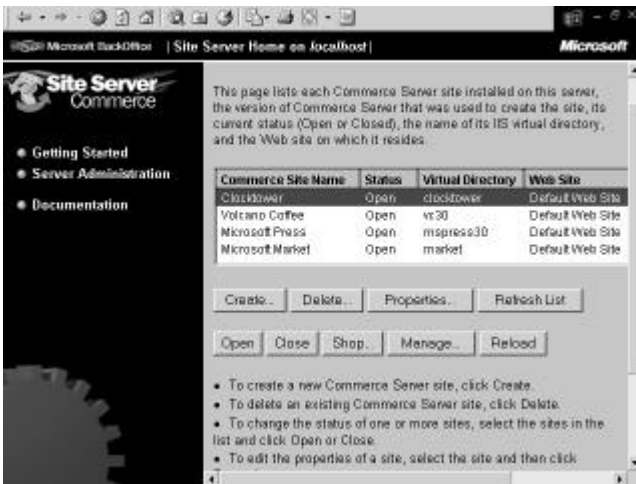 Microsoft BackOffice | Site Server Home on localhost |
Microsoft
Site Server
Commerce
Getting Started
Server Administration
Documentation
This page lists each Commerce Server site installed on this server,
the version of Commerce Server that was used to create the site, its
current status (Open or Closed), the name of its IIS virtual directory,
and the Web site on which it resides.
Commerce Site Name Status Virtual Directory Web Site
Clocktower Open clocktower Default Web Site
Volcano Coffee Open vc30 Default Web Site
Microsoft Press Open mspress30 Default Web Site
Microsoft Market Open market Default Web Site
Create... Delete... Properties... Refresh List
Open Close Shop... Manage... Reload
• To create a new Commerce Server site, click Create.
• To delete an existing Commerce Server site, click Delete.
• To change the status of one or more sites, select the sites in the
list and click Open or Close.
• To edit the properties of a site, select the site and then click